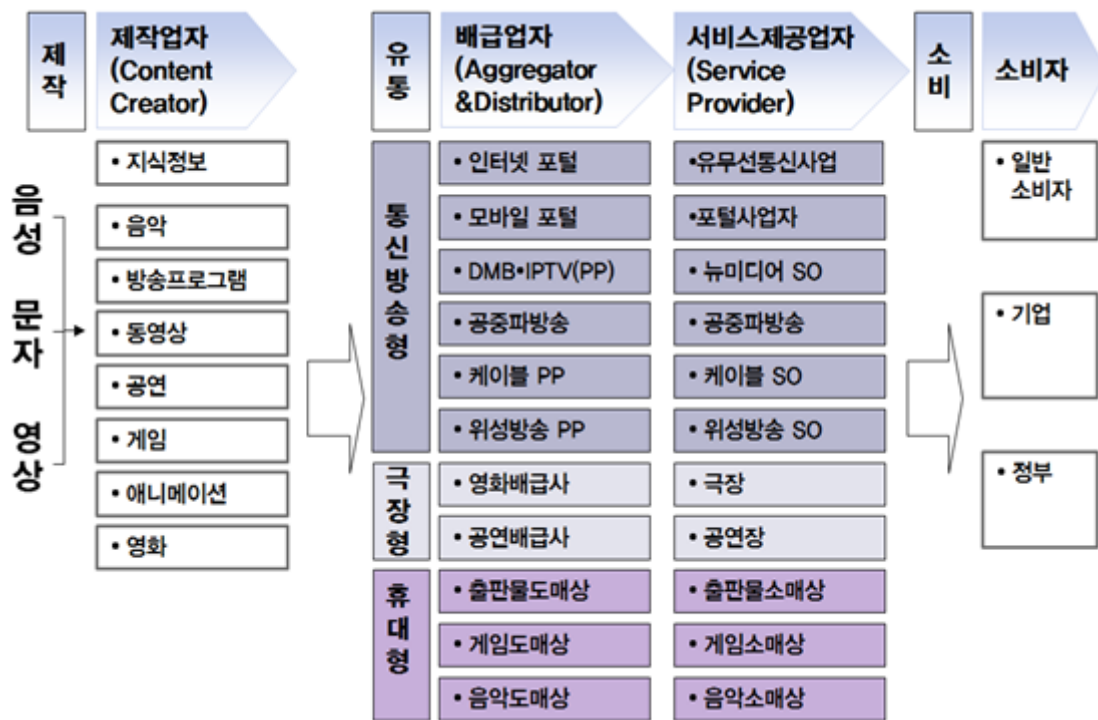 제작
제작업자
(Content
Creator)
유통
배급업자
(Aggregator
&Distributor)
서비스제공업자
(Service
Provider)
소비
소비자
음성
문자
영상
• 지식정보
• 음악
• 방송프로그램
• 동영상
• 공연
• 게임
• 애니메이션
• 영화
통신방송형
• 인터넷 포털
•유무선통신사업
• 모바일 포털
•포털사업자
• DMB•IPTV(PP)
• 뉴미디어 SO
• 공중파방송
• 공중파방송
• 케이블 PP
• 케이블 SO
• 위성방송 PP
• 위성방송 SO
극장형
• 영화배급사
• 극장
• 공연배급사
• 공연장
휴대형
• 출판물도매상
• 출판물소매상
• 게임도매상
• 게임소매상
• 음악도매상
• 음악소매상
• 일반
소비자
• 기업
• 정부